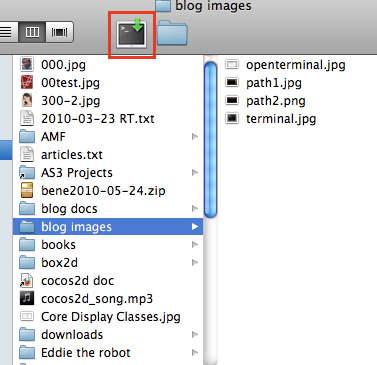 blog images
000.jpg
00test.jpg
300-2.jpg
2010-03-23 RT.txt
AMF
articles.txt
AS3 Projects
bene2010-05-24.zip
blog docs
blog images
books
box2d
cocos2d doc
cocos2d_song.mp3
Core Display Classes.jpg
downloads
Eddie the robot
openterminal.jpg
path1.jpg
path2.png
terminal.jpg